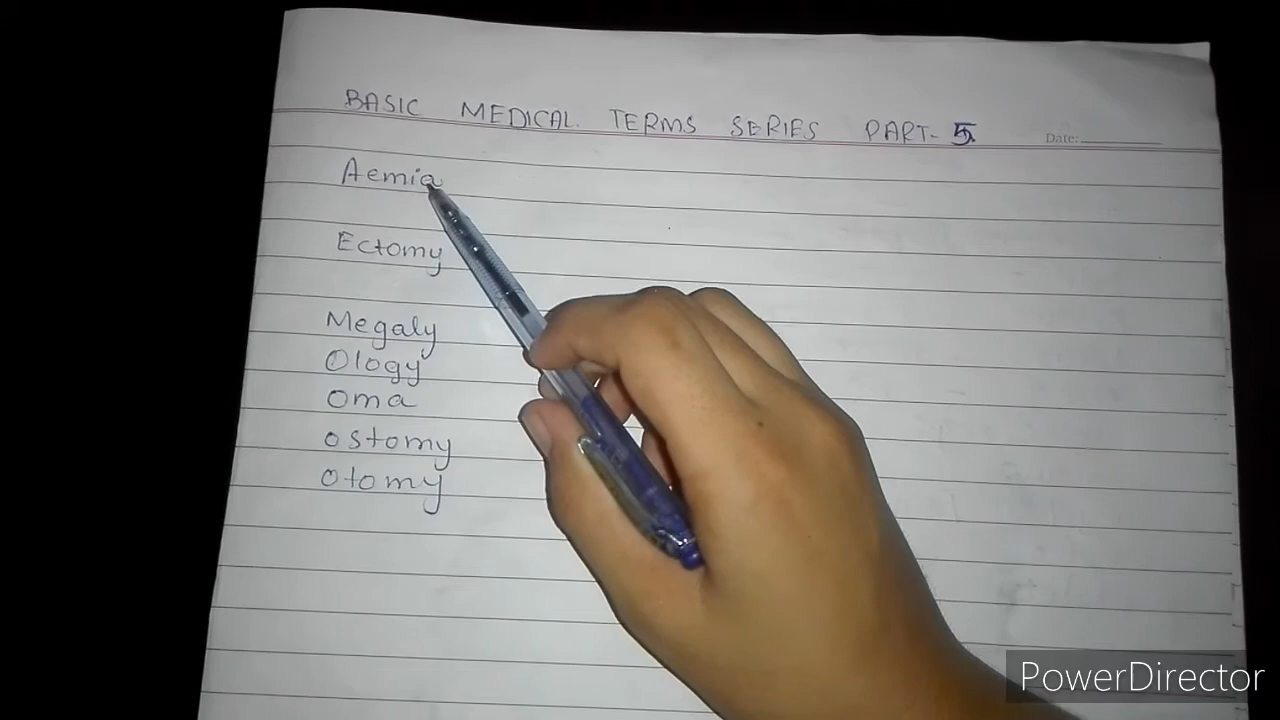 BASIC MEDICAL TERMS SERIES PART-5.
Date:
Aemia
Ectomy
Megaly
Ology
Oma
ostomy
Otomy
PowerDirector